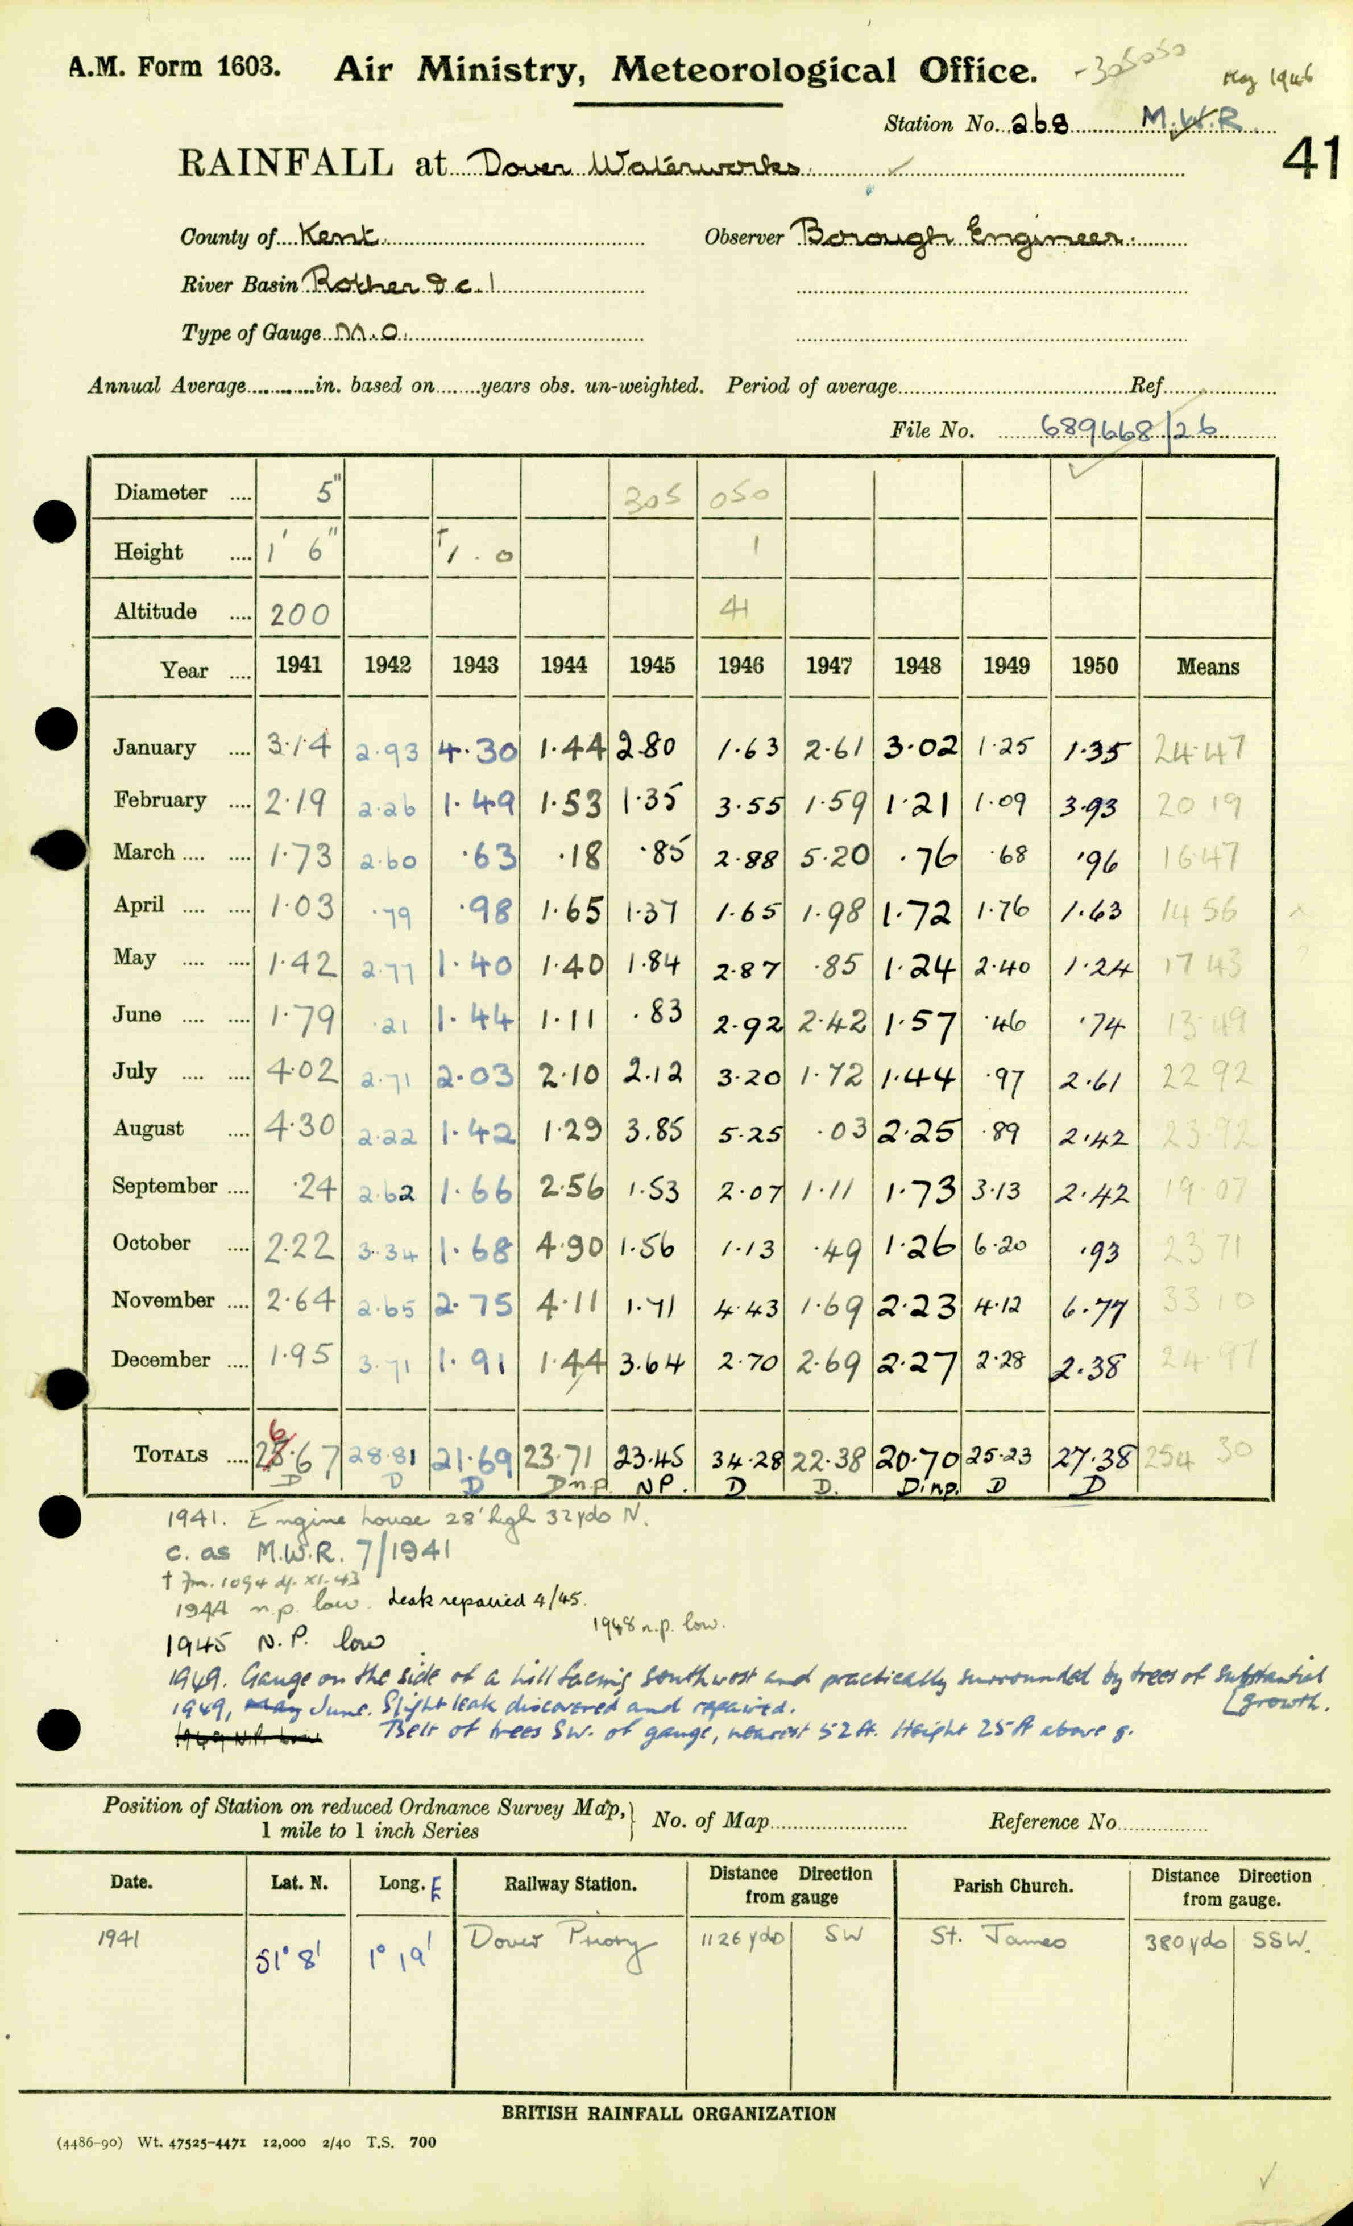 A.M. Form 1603. Air Ministry, Meteorological Office. -305050 May 1946
Station No. 268 M.W.R.
41
RAINFALL at Dover Waterworks
County of Kent Observer Borough Engineer.
River Basin Rother &c. 1
Type of Gauge M.O.
Annual Average in. based on years obs. un-weighted. Period of average Ref
File No. 689668/26
Diameter .... 5" 305 050
Height .... 1' 6" †1.0 1
Altitude .... 200 41
Year .... 1941 1942 1943 1944 1945 1946 1947 1948 1949 1950 Means
January .... 3.14 2.93 4.30 1.44 2.80 1.63 2.61 3.02 1.25 1.35 24.47
February .... 2.19 2.26 1.49 1.53 1.35 3.55 1.59 1.21 1.09 3.93 20 19
March .... .... 1.73 2.60 .63 .18 .85 2.88 5.20 .76 .68 .96 16.47
April .... .... 1.03 .79 .98 1.65 1.37 1.65 1.98 1.72 1.76 1.63 14 56
May .... .... 1.42 2.77 1.40 1.40 1.84 2.87 .85 1.24 2.40 1.24 17 43
June .... .... 1.79 .21 1.44 1.11 .83 2.92 2.42 1.57 .46 .74 13.49
July .... .... 4.02 2.71 2.03 2.10 2.12 3.20 1.72 1.44 .97 2.61 22 92
August .... 4.30 2.22 1.42 1.29 3.85 5.25 .03 2.25 .89 2.42 23.92
September .... .24 2.62 1.66 2.56 1.53 2.07 1.11 1.73 3.13 2.42 19.07
October .... 2.22 3.34 1.68 4.90 1.56 1.13 .49 1.26 6.20 .93 23 71
November .... 2.64 2.65 2.75 4.11 1.71 4.43 1.69 2.23 4.12 6.77 33 10
December .... 1.95 3.71 1.91 1.44 3.64 2.70 2.69 2.27 2.28 2.38 24.97
6
TOTALS .... 28.67 28.81 21.69 23.71 23.45 34.28 22.38 20.70 25.23 27.38 254 30
D D D D n.p. N.P. D D. D.n.p. D D
1941. Engine house 28' high 32 yds N.
c. as M.W.R. 7/1941
† Fm. 1094 df. XI.43
1944 n.p. low. Leak repaired 4/45.
1948 n.p. low.
1945 N.P. low
1949. Gauge on the side of a hill facing southwest and practically surrounded by trees of substantial
[growth.
1949, May June. Slight leak discovered and repaired.
1949 N.P. low Belt of trees SW. of gauge, nearest 52 ft. Height 25 ft above g.
Position of Station on reduced Ordnance Survey Map, } No. of Map Reference No.
1 mile to 1 inch Series
Date. Lat. N. Long. E Railway Station. Distance Direction from gauge Parish Church. Distance Direction from gauge.
1941 51° 8' 1° 19' Dover Priory 1126 yds SW St. James 380 yds SSW.
BRITISH RAINFALL ORGANIZATION
(4486-90) Wt. 47525-4471 12,000 2/40 T.S. 700